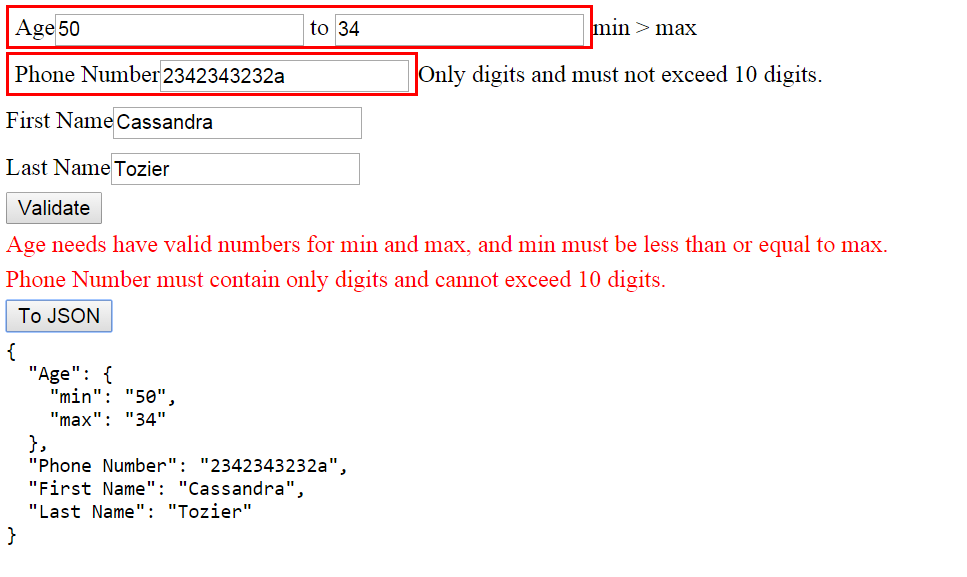 Age 50 to 34 min > max
Phone Number 2342343232a Only digits and must not exceed 10 digits.
First Name Cassandra
Last Name Tozier
Validate
Age needs have valid numbers for min and max, and min must be less than or equal to max.
Phone Number must contain only digits and cannot exceed 10 digits.
To JSON
{
  "Age": {
    "min": "50",
    "max": "34"
  },
  "Phone Number": "2342343232a",
  "First Name": "Cassandra",
  "Last Name": "Tozier"
}